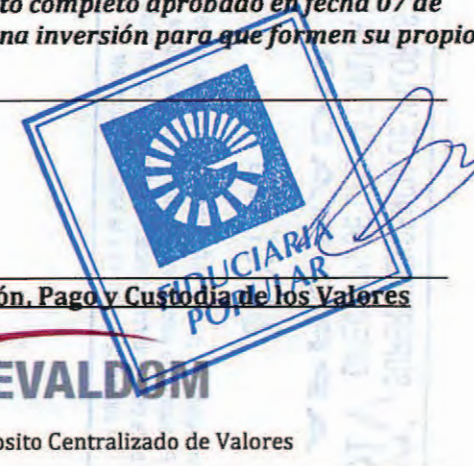 to completo aprobado en fecha 07 de
na inversión para que formen su propio
FIDUCIARIA
POPULAR
ón, Pago y Custodia de los Valores
EVALDOM
osito Centralizado de Valores